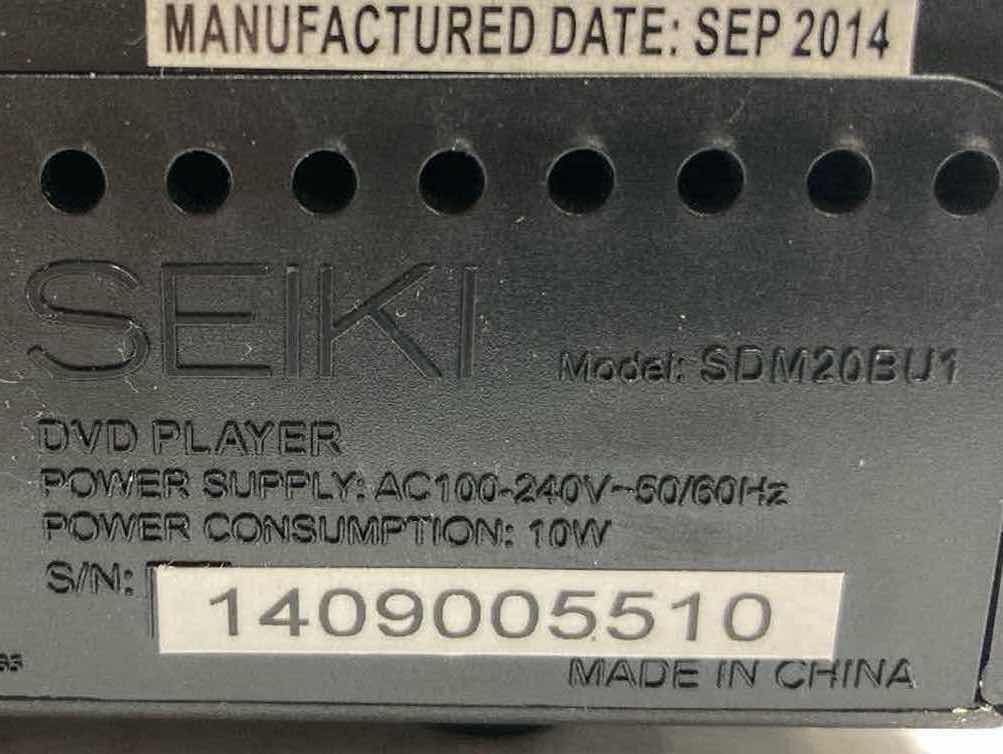 MANUFACTURED DATE: SEP 2014
SEIKI
Model: SDM20BU1
DVD PLAYER
POWER SUPPLY: AC100-240V~50/60Hz
POWER CONSUMPTION: 10W
S/N:
1409005510
MADE IN CHINA